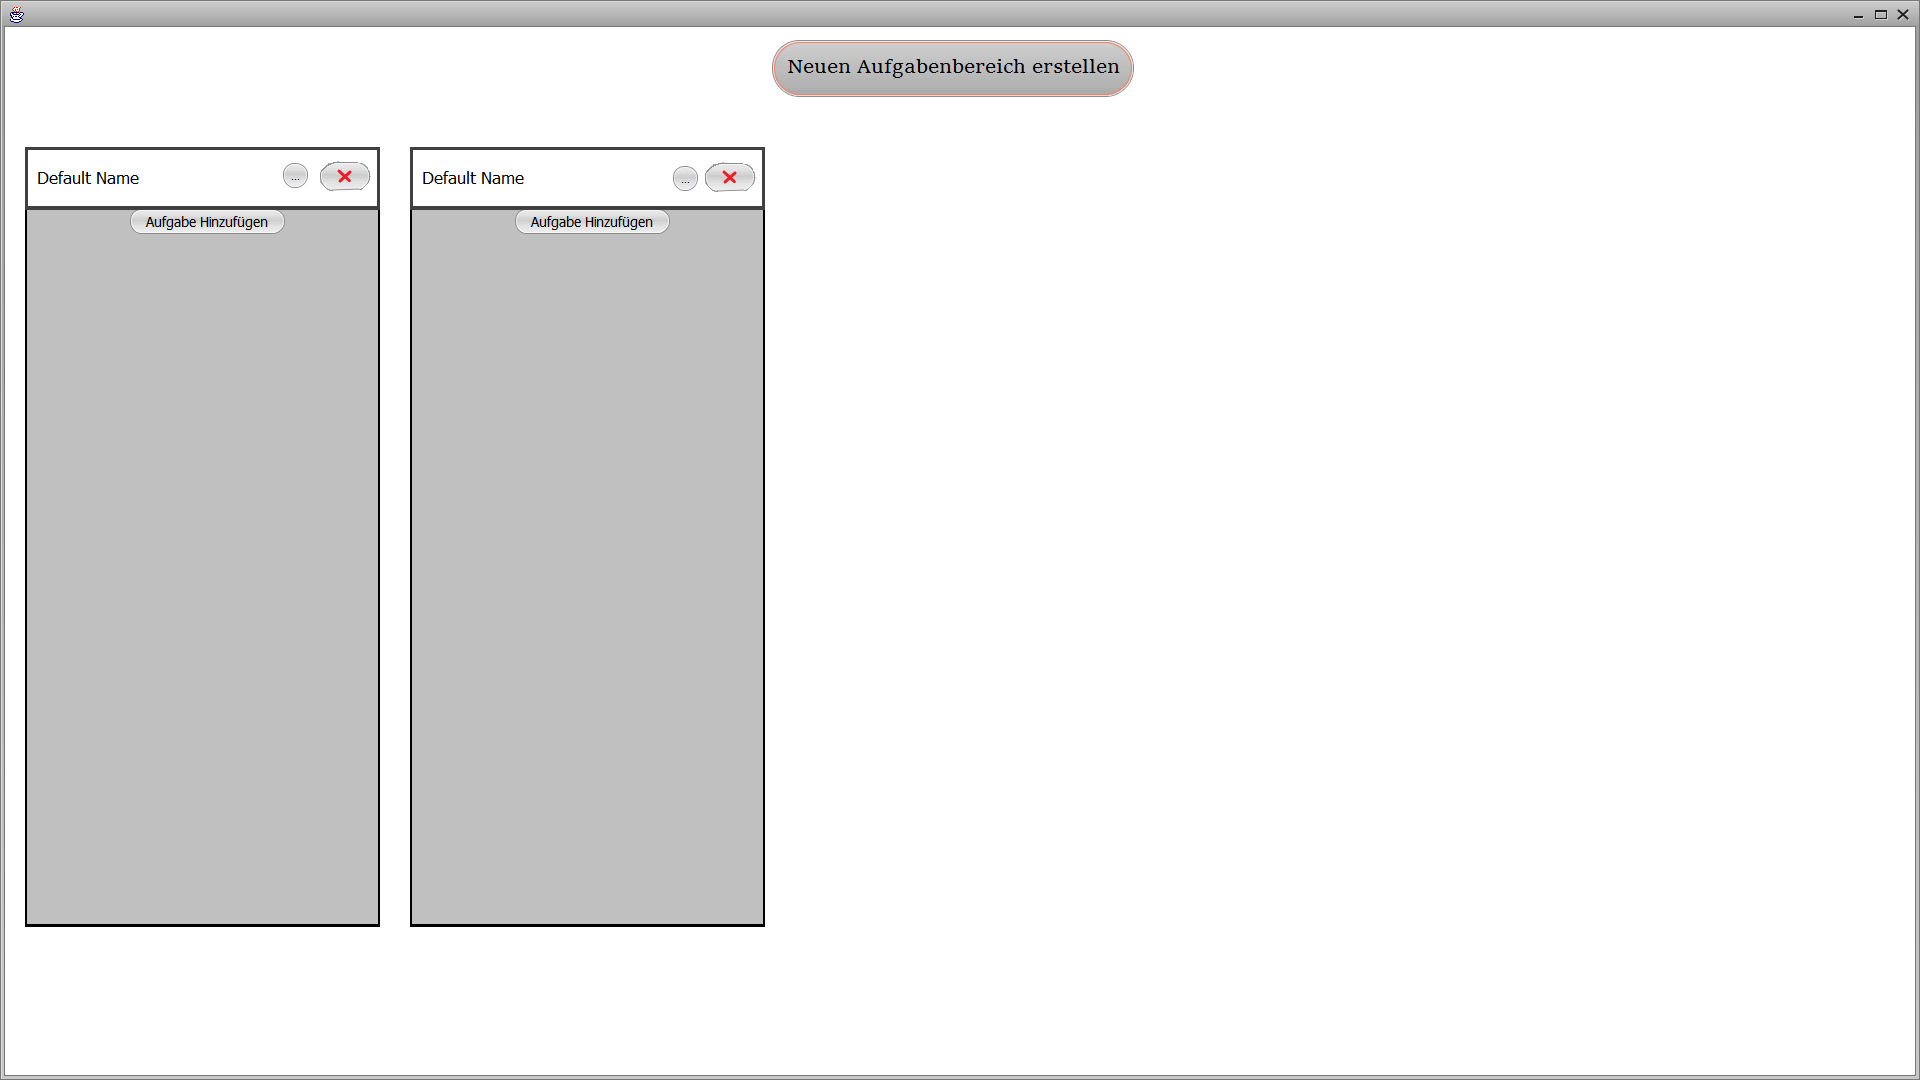 Neuen Aufgabenbereich erstellen
Default Name ...
Aufgabe Hinzufügen
Default Name ...
Aufgabe Hinzufügen